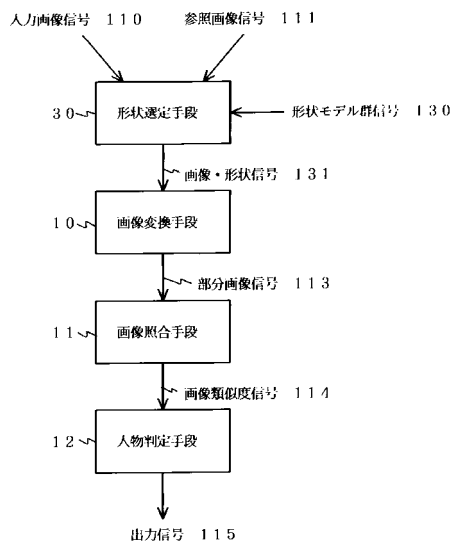 入力画像信号 110 参照画像信号 111
30 形状選定手段 形状モデル群信号 130
画像・形状信号 131
10 画像変換手段
部分画像信号 113
11 画像照合手段
画像類似度信号 114
12 人物判定手段
出力信号 115